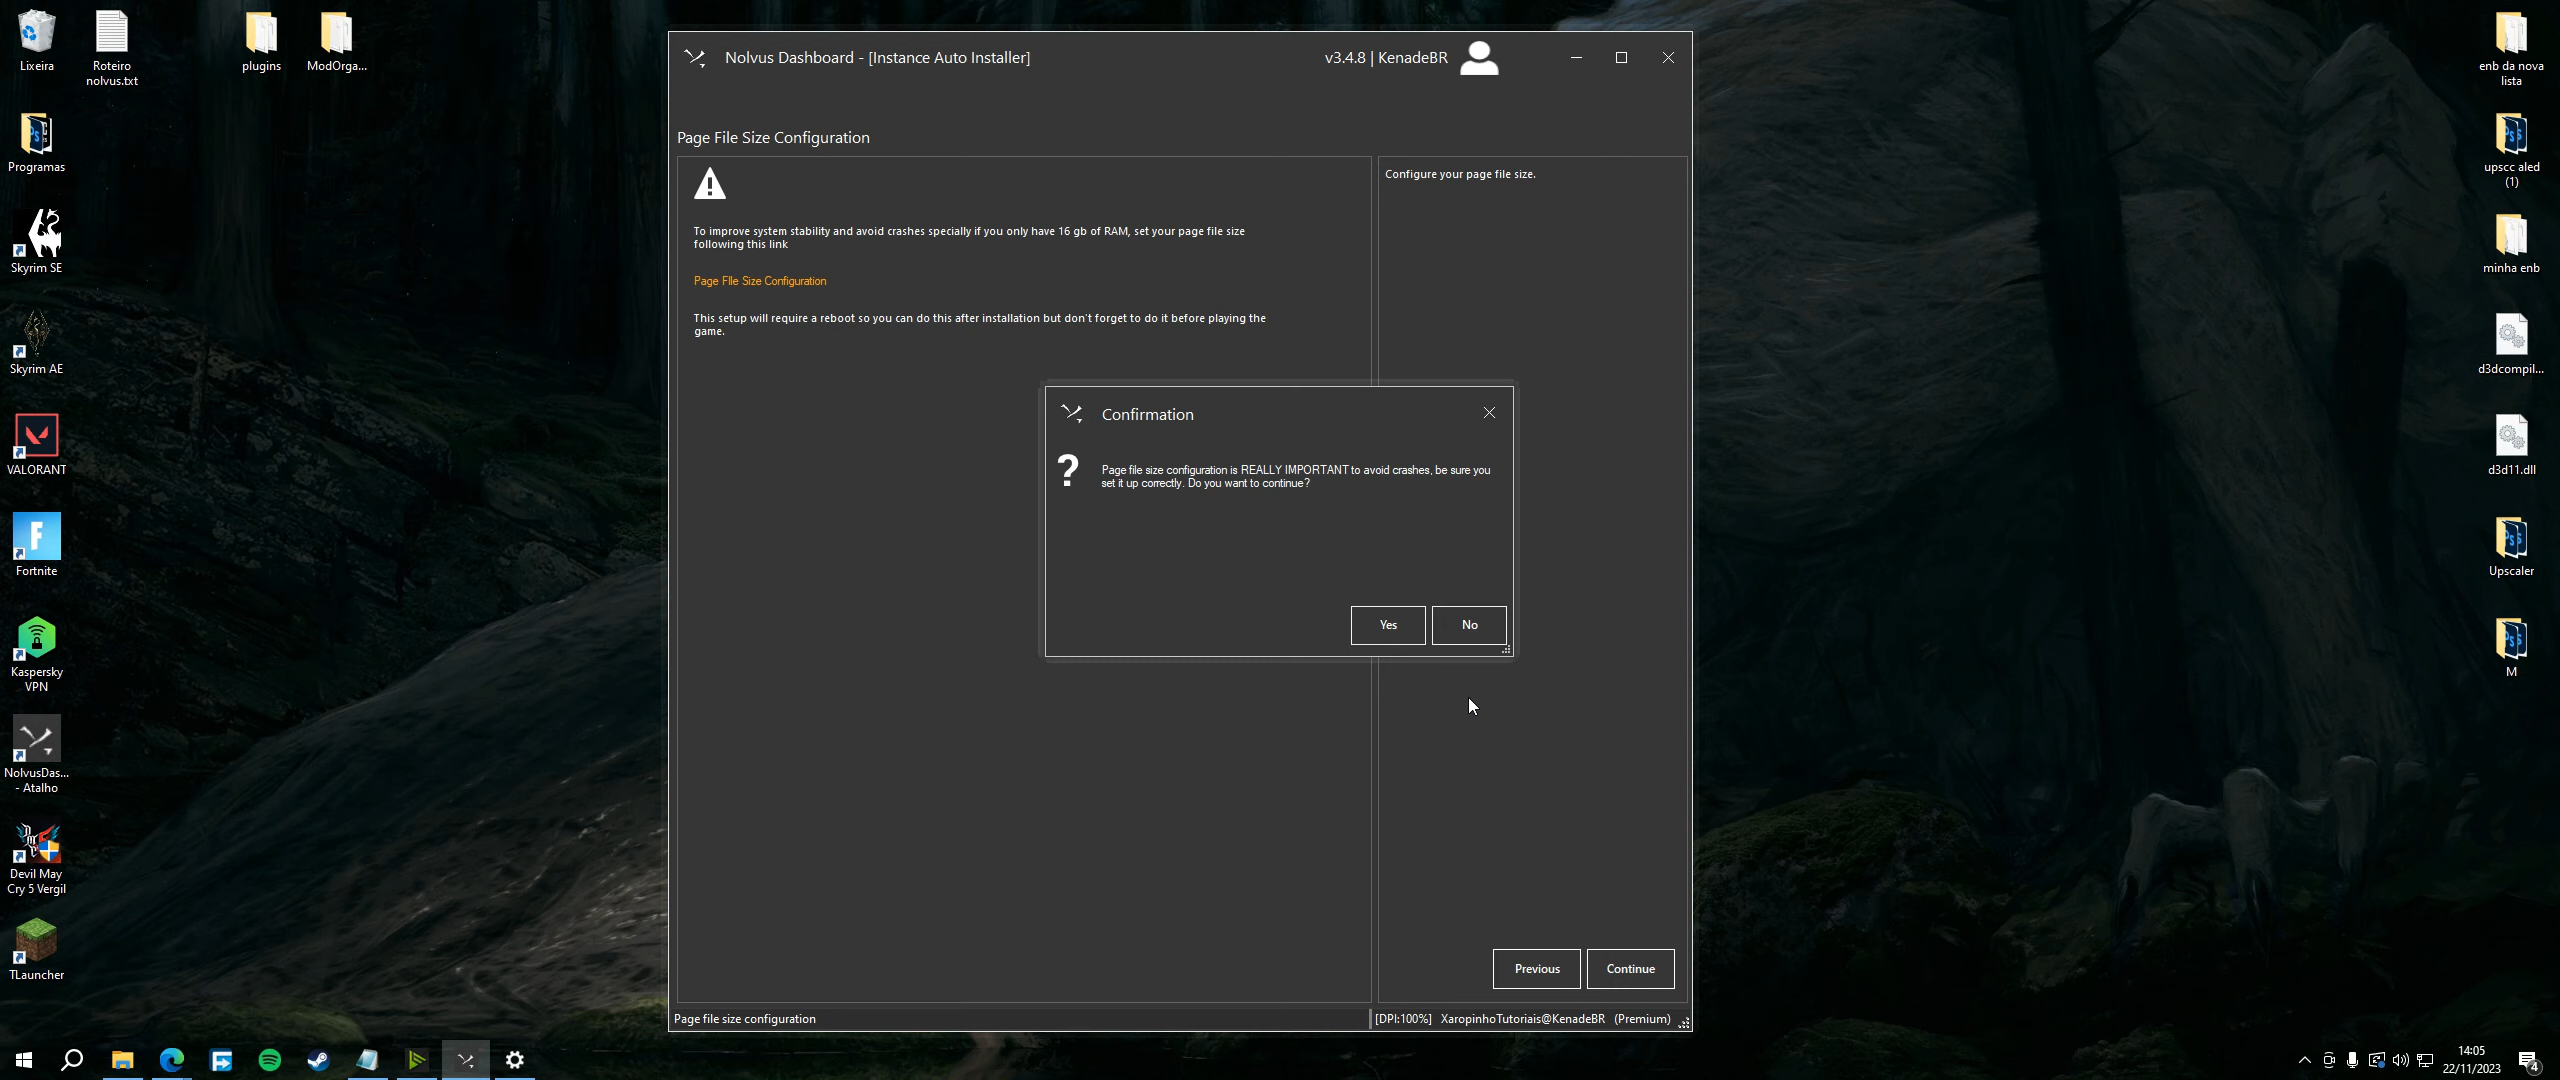 Lixeira
Roteiro
nolvus.txt
plugins
ModOrga...
Programas
Skyrim SE
Skyrim AE
VALORANT
Fortnite
Kaspersky
VPN
NolvusDas...
- Atalho
Devil May
Cry 5 Vergil
TLauncher
Nolvus Dashboard - [Instance Auto Installer]
v3.4.8 | KenadeBR
Page File Size Configuration
To improve system stability and avoid crashes specially if you only have 16 gb of RAM, set your page file size
following this link
Page FIle Size Configuration
This setup will require a reboot so you can do this after installation but don't forget to do it before playing the
game.
Configure your page file size.
Confirmation
?
Page file size configuration is REALLY IMPORTANT to avoid crashes, be sure you
set it up correctly. Do you want to continue?
Yes
No
Previous
Continue
Page file size configuration
[DPI:100%] XaropinhoTutoriais@KenadeBR (Premium)
enb da nova
lista
upscc aled
(1)
minha enb
d3dcompil...
d3d11.dll
Upscaler
M
14:05
22/11/2023
4